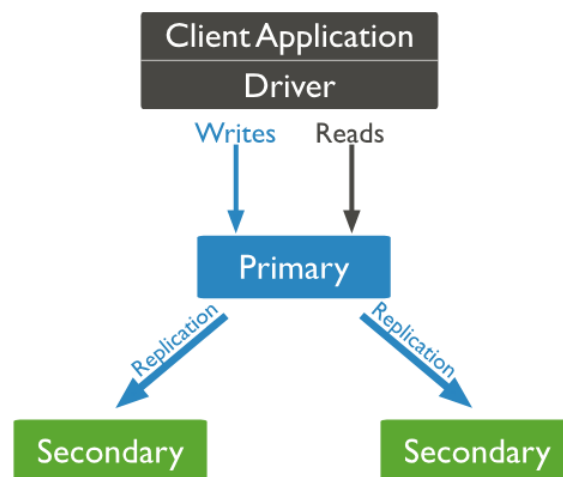 Client Application
Driver
Writes Reads
Primary
Replication Replication
Secondary Secondary